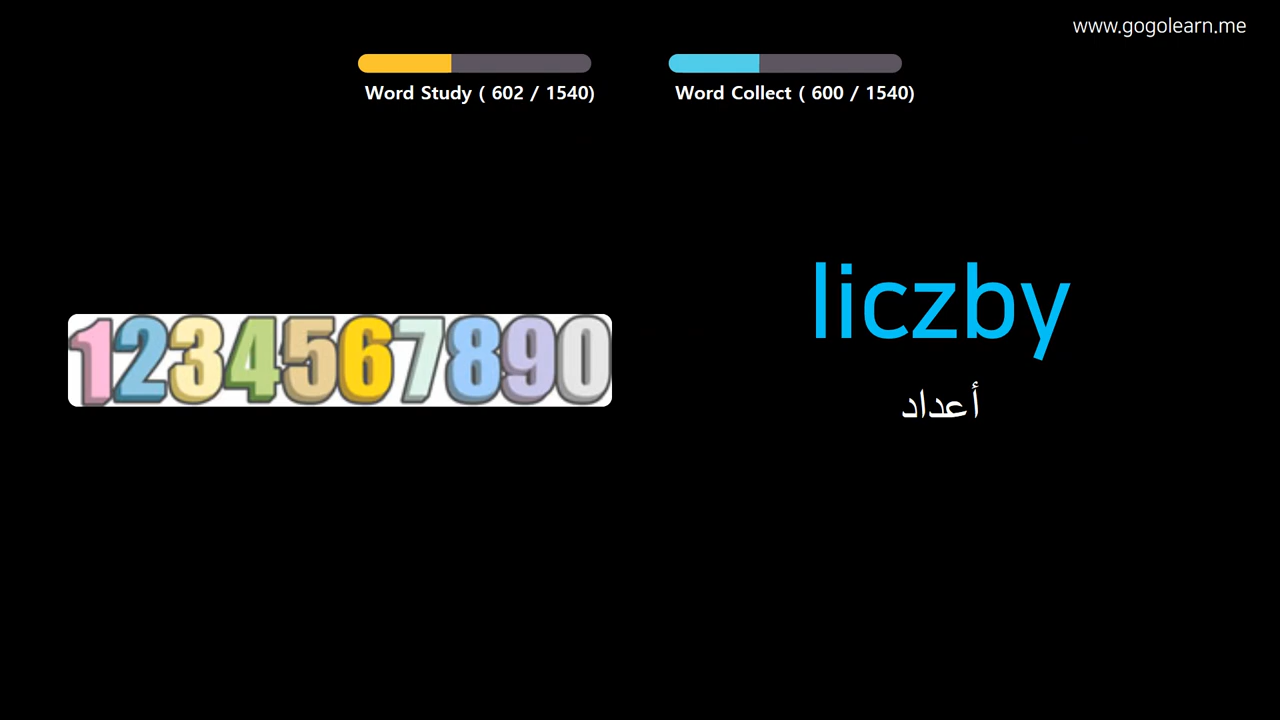 www.gogolearn.me
Word Study ( 602 / 1540)
Word Collect ( 600 / 1540)
1234567890
liczby
أعداد